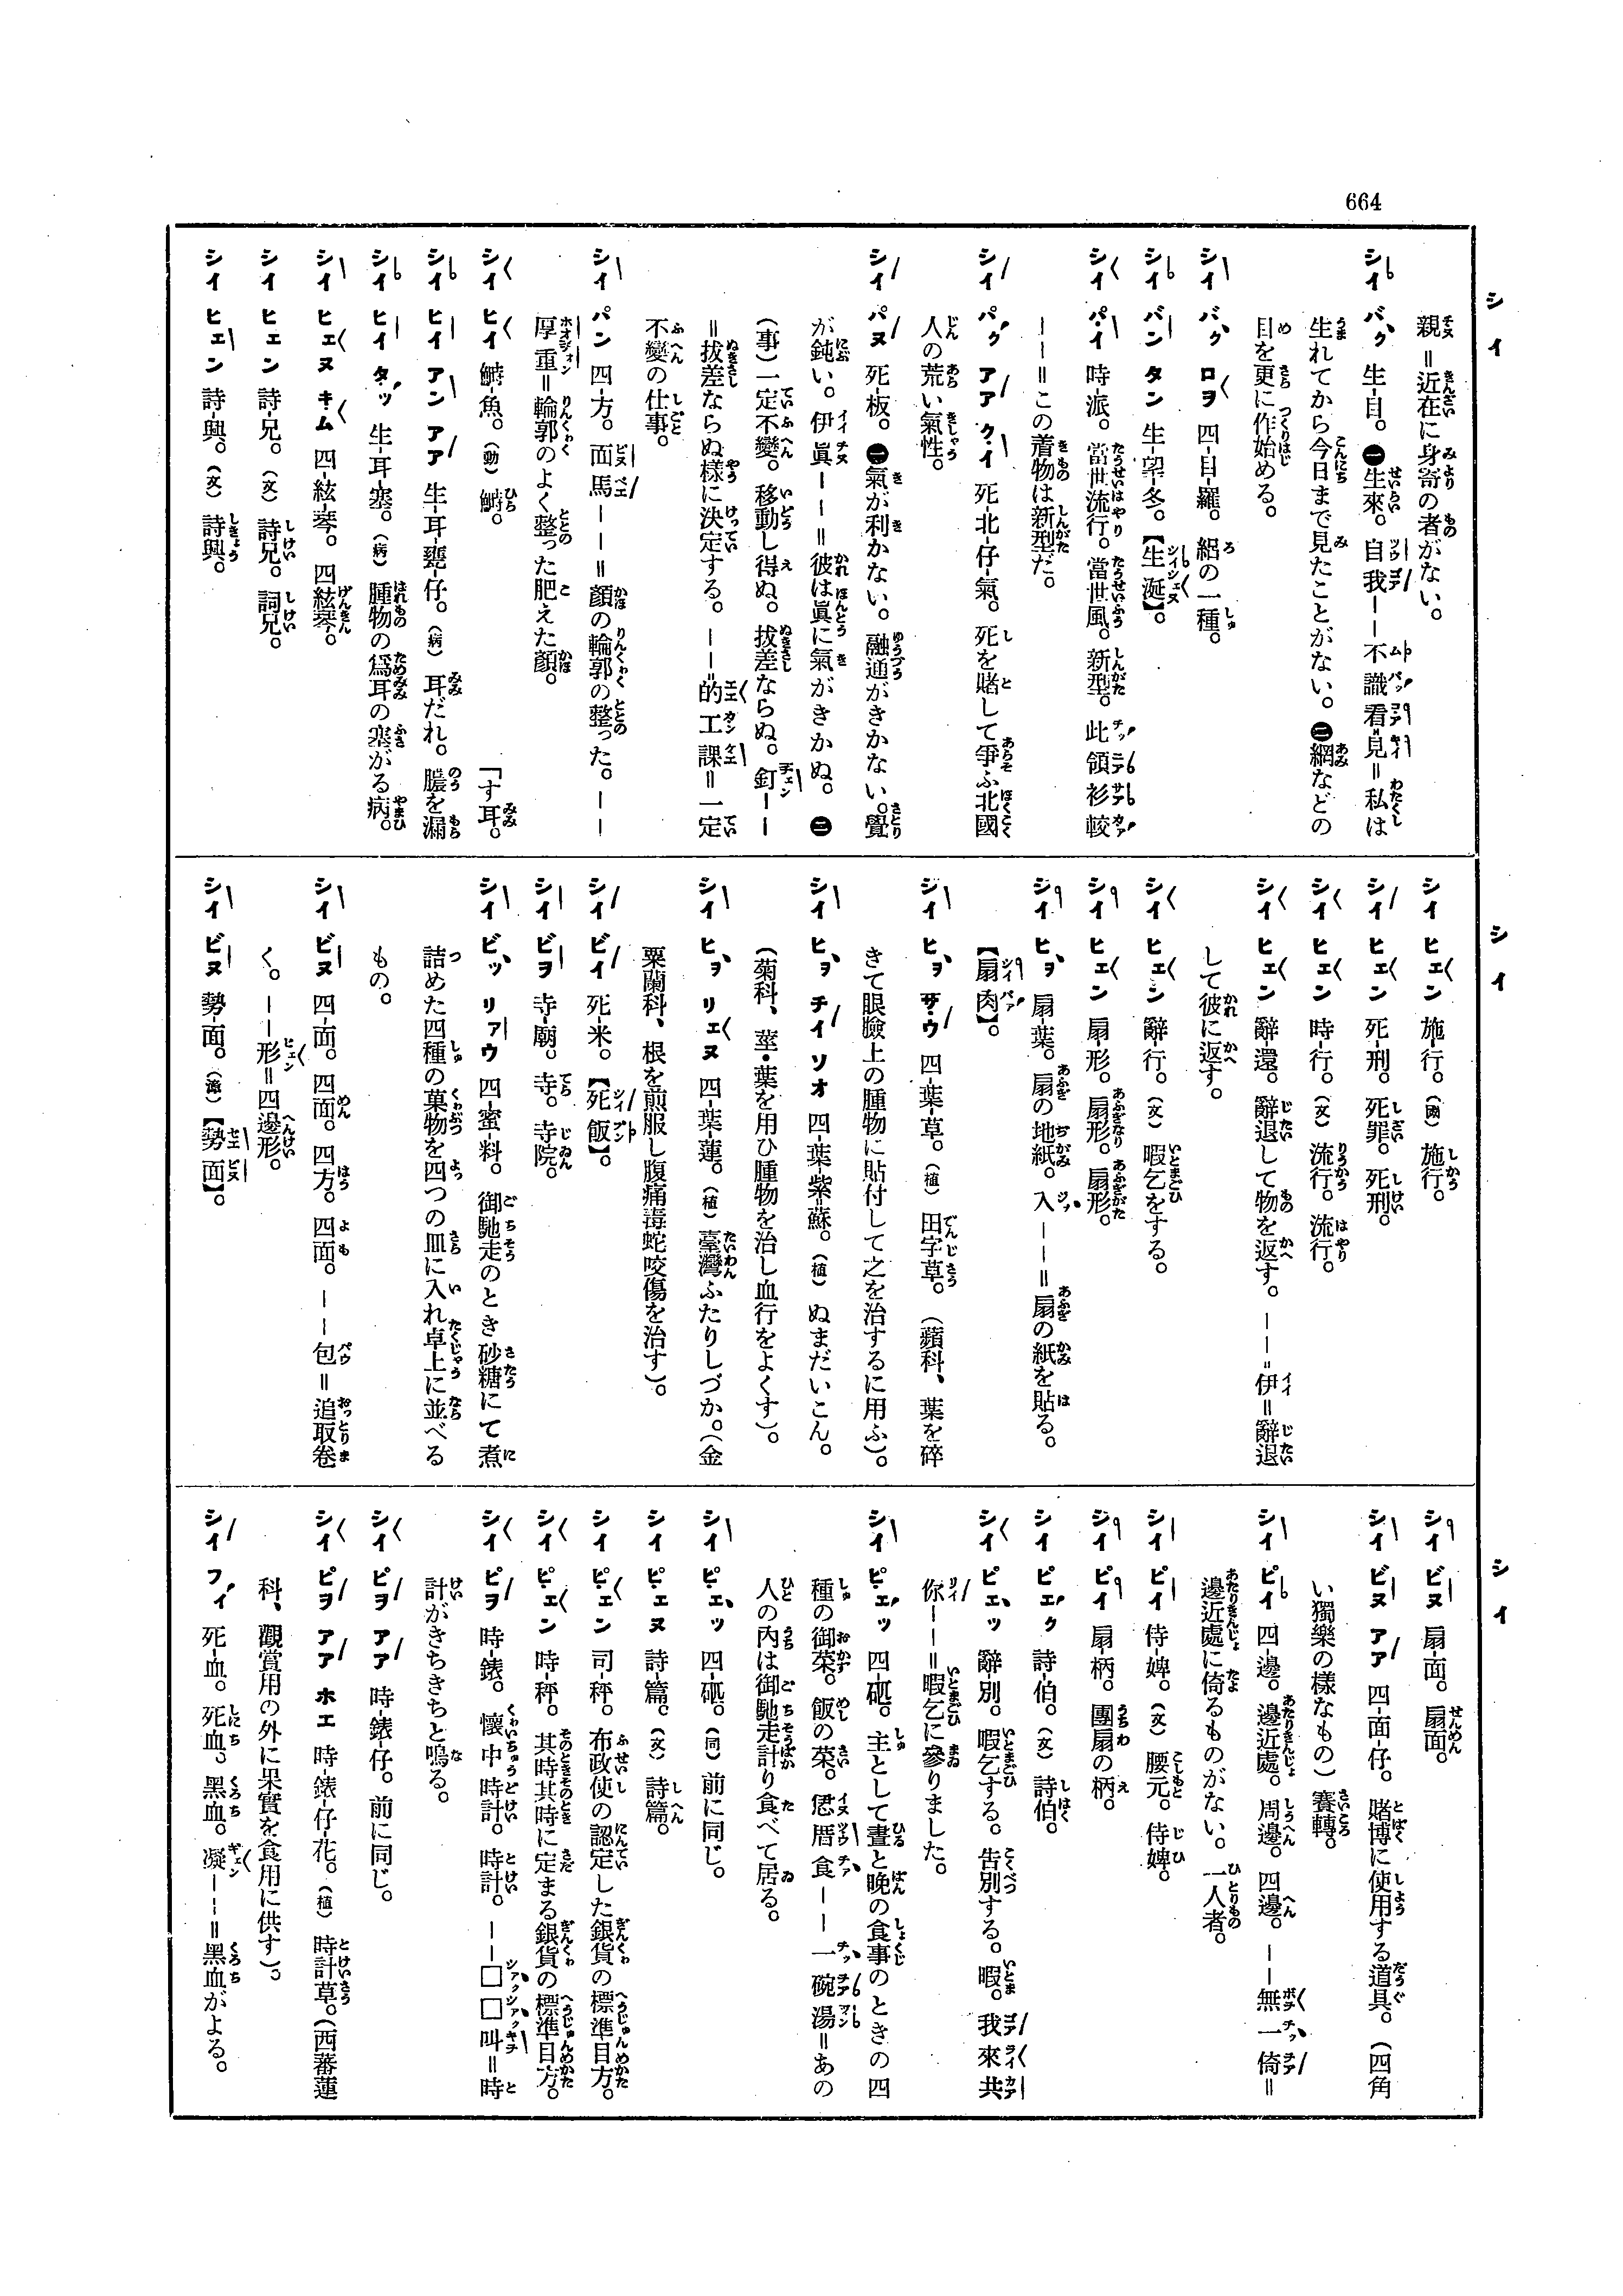 664
シイ
親＝近在に身寄の者がない。
シイ バク 生-目。㊀生來。自我－－不識看見＝私は
生れてから今日まで見たことがない。㊁網などの
目を更に作始める。
シイ バク ロヲ 四-目-羅。絽の一種。
シイ バン タン 生-望-冬。【生涎】。
シイ パイ 時-派。當世流行。當世風。新型。此領衫較
－－＝この着物は新型だ。
シイ パク アア クイ 死-北-仔-氣。死を賭して爭ふ北國
人の荒い氣性。
シイ パヌ 死-板。㊀氣が利かない。融通がきかない。覺
が鈍い。伊眞－－＝彼は眞に氣がきかぬ。㊁
（事）一定不變。移動し得ぬ。拔差ならぬ。釘－－
＝拔差ならぬ樣に決定する。－－的工課＝一定
不變の仕事。
シイ パン 四-方。面馬－－＝顏の輪郭の整った。－－
厚重＝輪郭のよく整った肥えた顏。
シイ ヒイ 鰣-魚。（動）鰣。
「す耳。
シイ ヒイ アン アア 生-耳-甕-仔。（病）耳だれ。膿を漏
シイ ヒイ タッ 生-耳-塞。（病）腫物の爲耳の塞がる病。
シイ ヒェヌ キム 四-絃-琴。四絃琴。
シイ ヒェン 詩-兄。（文）詩兄。詞兄。
シイ ヒェン 詩-興。（文）詩興。
シイ
シイ ヒェン 施-行。（國）施行。
シイ ヒェン 死-刑。死罪。死刑。
シイ ヒェン 時-行。（文）流行。流行。
シイ ヒェン 辭-還。辭退して物を返す。－－＝伊＝辭退
して彼に返す。
シイ ヒェン シ 辭-行。（文）暇乞をする。
シイ ヒェン 扇-形。扇形。扇形。
シイ ヒヲ 扇-葉。扇の地紙。入－－＝扇の紙を貼る。
【扇肉】。
シイ ヒヲ サウ 四-葉-草。（植）田字草。（蘋科、葉を碎
きて眼瞼上の腫物に貼付して之を治するに用ふ）。
シイ ヒヲ チイ ソオ 四-葉-紫-蘇。（植）ぬまだいこん。
（菊科、莖・葉を用ひ腫物を治し血行をよくす）。
シイ ヒヲ リェヌ 四-葉-蓮。（植）臺灣ふたりしづか。（金
粟蘭科、根を煎服し腹痛毒蛇咬傷を治す）。
シイ ビイ 死-米。【死飯】。
シイ ビヲ 寺-廟。寺。寺院。
シイ ビッ リァウ 四-蜜-料。御馳走のとき砂糖にて煮
詰めた四種の菓物を四つの皿に入れ卓上に並べる
もの。
シイ ビヌ 四-面。四面。四方。四面。－－包＝追取卷
く。－－形＝四邊形。
シイ ビヌ 勢-面。（漳）【勢面】。
シイ
シイ ビヌ 扇-面。扇面。
シイ ビヌ アア 四-面-仔。賭博に使用する道具。（四角
い獨樂の樣なもの）賽轉。
シイ ピイ 四-邊。邊近處。周邊。四邊。－－無一倚＝
邊近處に倚るものがない。一人者。
シイ ピイ 侍-婢。（文）腰元。侍婢。
シイ ピイ 扇-柄。團扇の柄。
シイ ピェク 詩-伯。（文）詩伯。
シイ ピェッ 辭-別。暇乞する。告別する。暇。我來共
你－－＝暇乞に參りました。
シイ ピェッ 四-砸。主として晝と晩の食事のときの四
種の御菜。飯の菜。恁厝食－－一碗湯＝あの
人の內は御馳走計り食べて居る。
シイ ピェッ 四-砸。（同）前に同じ。
シイ ピェヌ 詩-篇。（文）詩篇。
シイ ピェン 司-秤。布政使の認定した銀貨の標準目方。
シイ ピェン 時-秤。其時其時に定まる銀貨の標準目方。
シイ ピヲ 時-錶。懷中時計。時計。－－□□叫＝時
計がきちきちと鳴る。
シイ ピヲ アア 時-錶-仔。前に同じ。
シイ ピヲ アア ホエ 時-錶-仔-花。（植）時計草。（西蕃蓮
科、觀賞用の外に果實を食用に供す）。
シイ フイ 死-血。死血。黑血。凝－－＝黑血がよる。